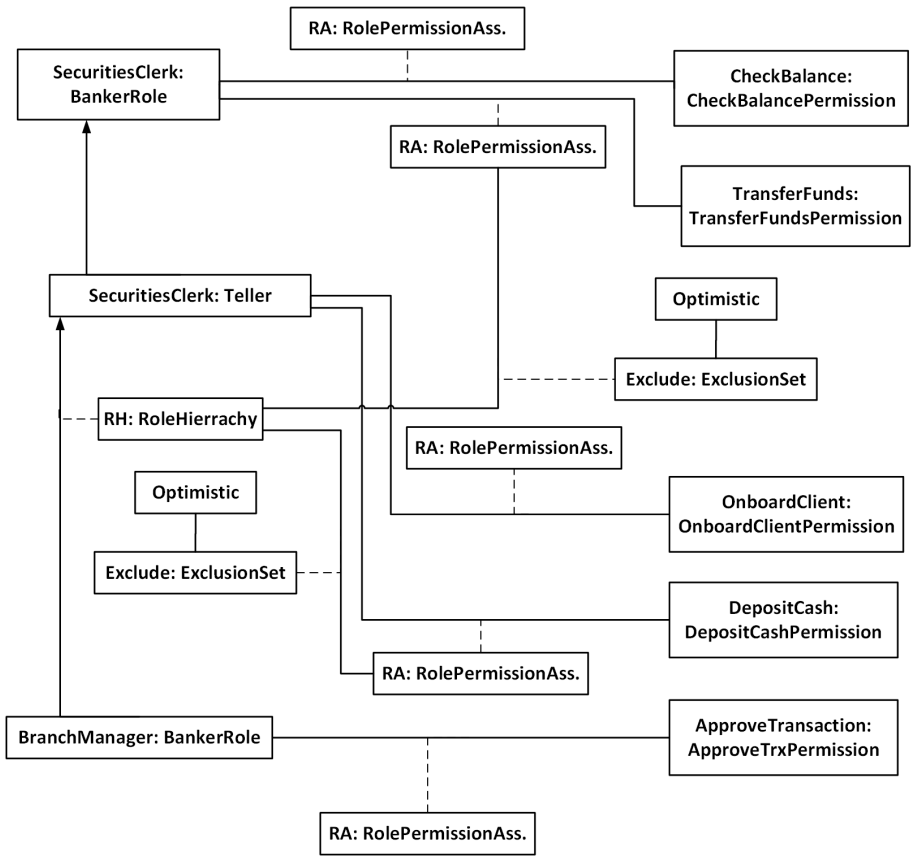 RA: RolePermissionAss.
SecuritiesClerk:
BankerRole
CheckBalance:
CheckBalancePermission
RA: RolePermissionAss.
TransferFunds:
TransferFundsPermission
SecuritiesClerk: Teller
Optimistic
Exclude: ExclusionSet
RH: RoleHierrachy
RA: RolePermissionAss.
Optimistic
OnboardClient:
OnboardClientPermission
Exclude: ExclusionSet
DepositCash:
DepositCashPermission
RA: RolePermissionAss.
BranchManager: BankerRole
ApproveTransaction:
ApproveTrxPermission
RA: RolePermissionAss.